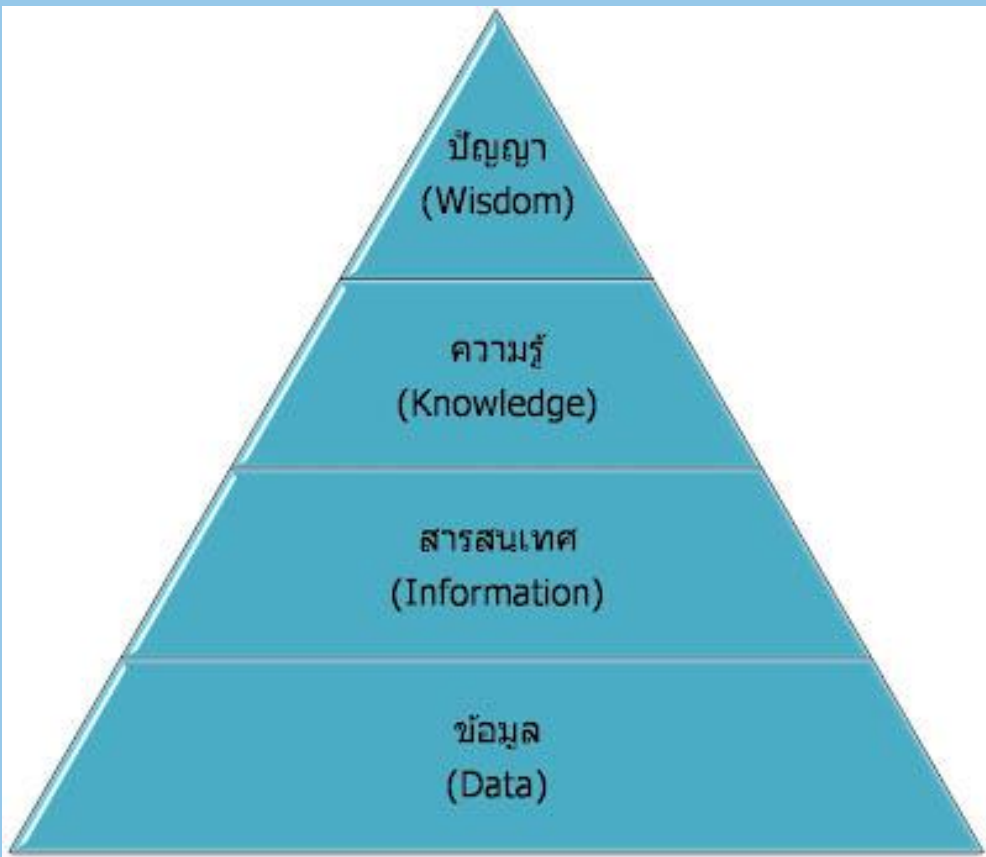 ปัญญา
(Wisdom)
ความรู้
(Knowledge)
สารสนเทศ
(Information)
ข้อมูล
(Data)